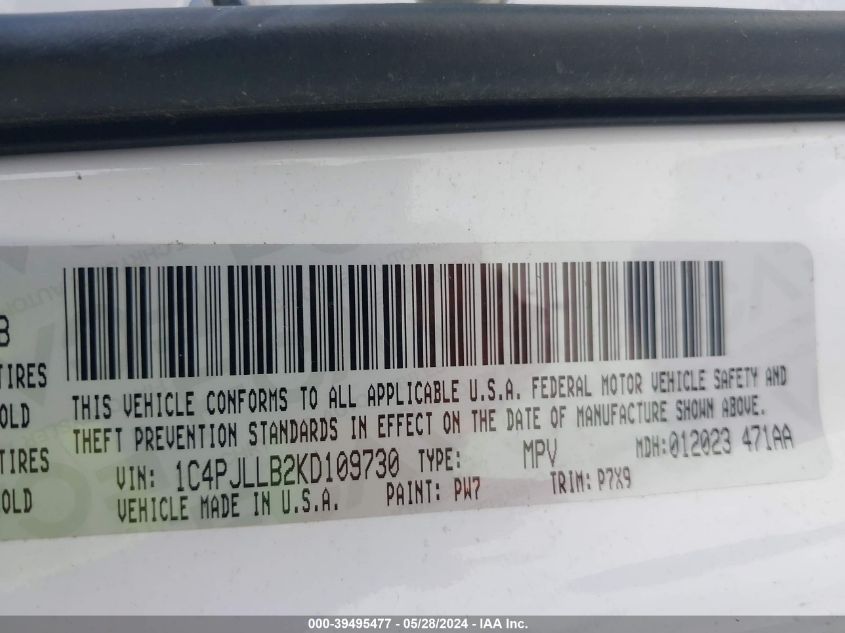 B
TIRES
OLD
TIRES
OLD
THIS VEHICLE CONFORMS TO ALL APPLICABLE U.S.A. FEDERAL MOTOR VEHICLE SAFETY AND
THEFT PREVENTION STANDARDS IN EFFECT ON THE DATE OF MANUFACTURE SHOWN ABOVE.
VIN: 1C4PJLLB2KD109730 TYPE: MPV MDH:012023 471AA
VEHICLE MADE IN U.S.A. PAINT: PW7 TRIM: P7X9
000-39495477 - 05/28/2024 - IAA Inc.